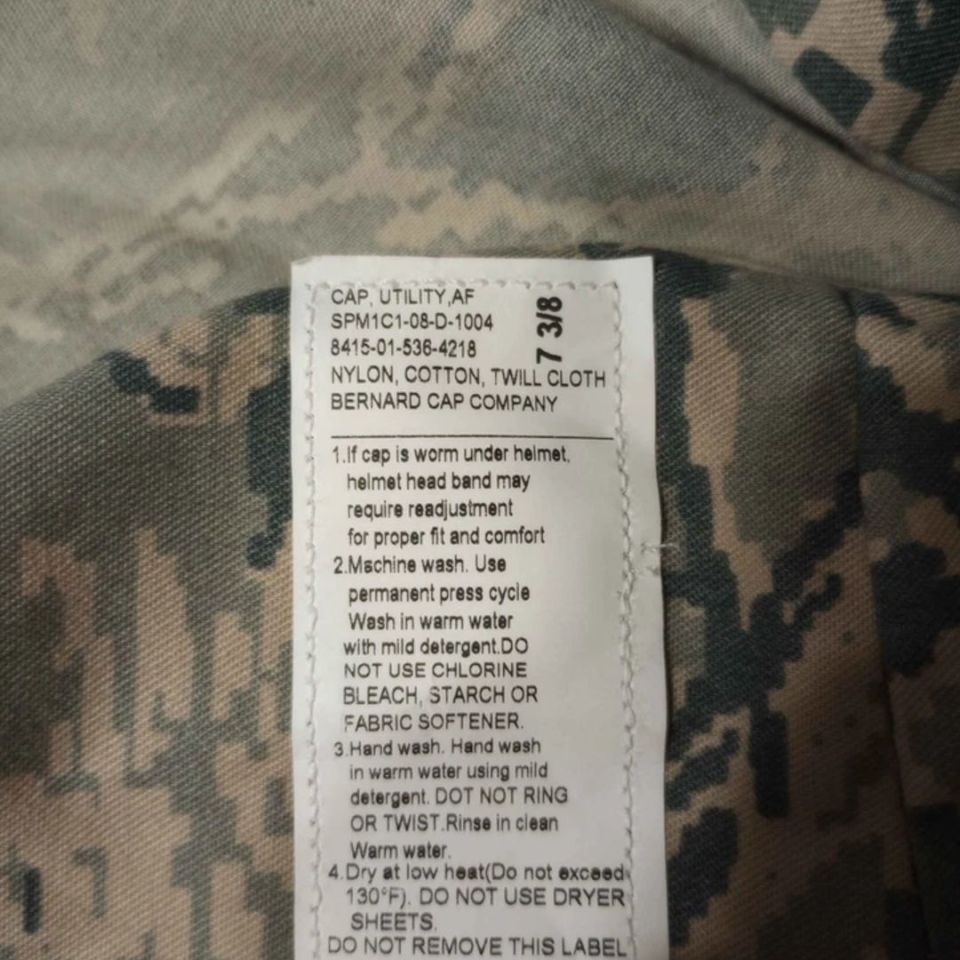 CAP, UTILITY,AF
SPM1C1-08-D-1004
8415-01-536-4218
7 3/8
NYLON, COTTON, TWILL CLOTH
BERNARD CAP COMPANY
1.If cap is worm under helmet,
helmet head band may
require readjustment
for proper fit and comfort
2.Machine wash. Use
permanent press cycle
Wash in warm water
with mild detergent.DO
NOT USE CHLORINE
BLEACH, STARCH OR
FABRIC SOFTENER.
3.Hand wash. Hand wash
in warm water using mild
detergent. DOT NOT RING
OR TWIST.Rinse in clean
Warm water.
4.Dry at low heat(Do not exceed
130°F). DO NOT USE DRYER
SHEETS.
DO NOT REMOVE THIS LABEL